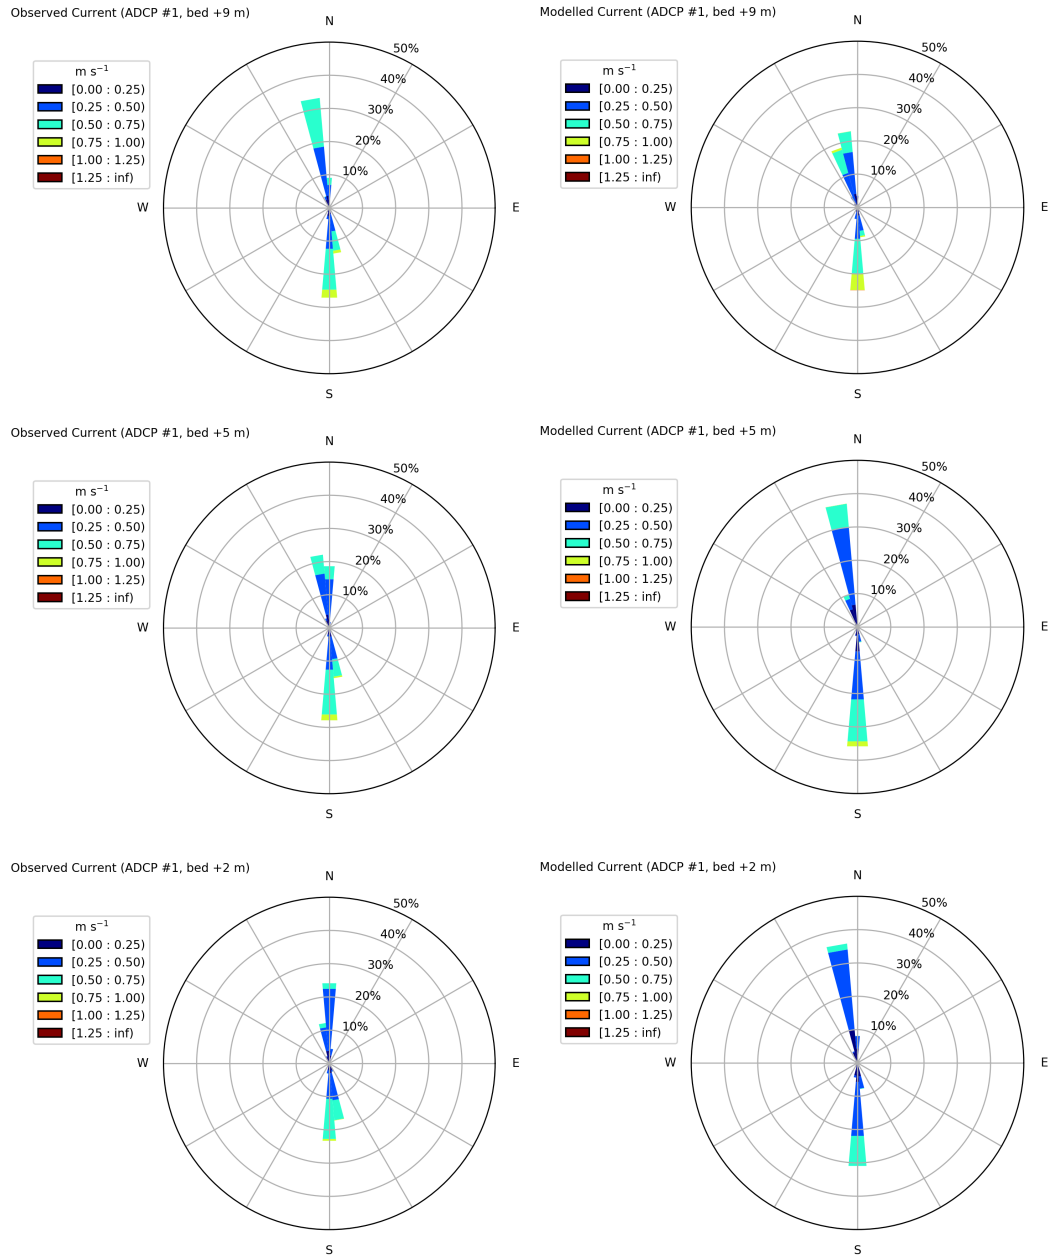 Observed Current (ADCP #1, bed +9 m)
N
50%
40%
30%
20%
10%
W
E
S
m s⁻¹
[0.00 : 0.25)
[0.25 : 0.50)
[0.50 : 0.75)
[0.75 : 1.00)
[1.00 : 1.25)
[1.25 : inf)
Modelled Current (ADCP #1, bed +9 m)
N
50%
40%
30%
20%
10%
W
E
S
m s⁻¹
[0.00 : 0.25)
[0.25 : 0.50)
[0.50 : 0.75)
[0.75 : 1.00)
[1.00 : 1.25)
[1.25 : inf)
Observed Current (ADCP #1, bed +5 m)
N
50%
40%
30%
20%
10%
W
E
S
m s⁻¹
[0.00 : 0.25)
[0.25 : 0.50)
[0.50 : 0.75)
[0.75 : 1.00)
[1.00 : 1.25)
[1.25 : inf)
Modelled Current (ADCP #1, bed +5 m)
N
50%
40%
30%
20%
10%
W
E
S
m s⁻¹
[0.00 : 0.25)
[0.25 : 0.50)
[0.50 : 0.75)
[0.75 : 1.00)
[1.00 : 1.25)
[1.25 : inf)
Observed Current (ADCP #1, bed +2 m)
N
50%
40%
30%
20%
10%
W
E
S
m s⁻¹
[0.00 : 0.25)
[0.25 : 0.50)
[0.50 : 0.75)
[0.75 : 1.00)
[1.00 : 1.25)
[1.25 : inf)
Modelled Current (ADCP #1, bed +2 m)
N
50%
40%
30%
20%
10%
W
E
S
m s⁻¹
[0.00 : 0.25)
[0.25 : 0.50)
[0.50 : 0.75)
[0.75 : 1.00)
[1.00 : 1.25)
[1.25 : inf)